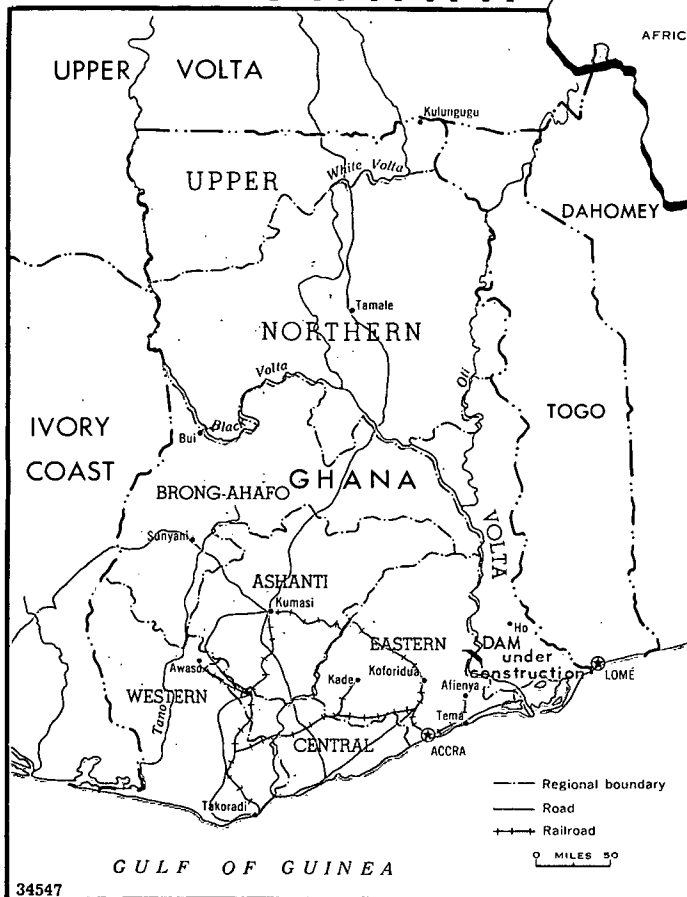 AFRIC
UPPER VOLTA
Kulungugu
White Volta
UPPER
DAHOMEY
Tamale
NORTHERN
Volta
Oti
TOGO
IVORY
COAST
Bui
Blac
GHANA
BRONG-AHAFO
VOLTA
Sunyani
ASHANTI
Kumasi
Ho
EASTERN
DAM
under
construction
LOMÉ
Awaso
Kade
Koforidua
Afienya
WESTERN
Tano
Tema
CENTRAL
ACCRA
Regional boundary
Road
Takoradi
Railroad
0 MILES 50
GULF OF GUINEA
34547